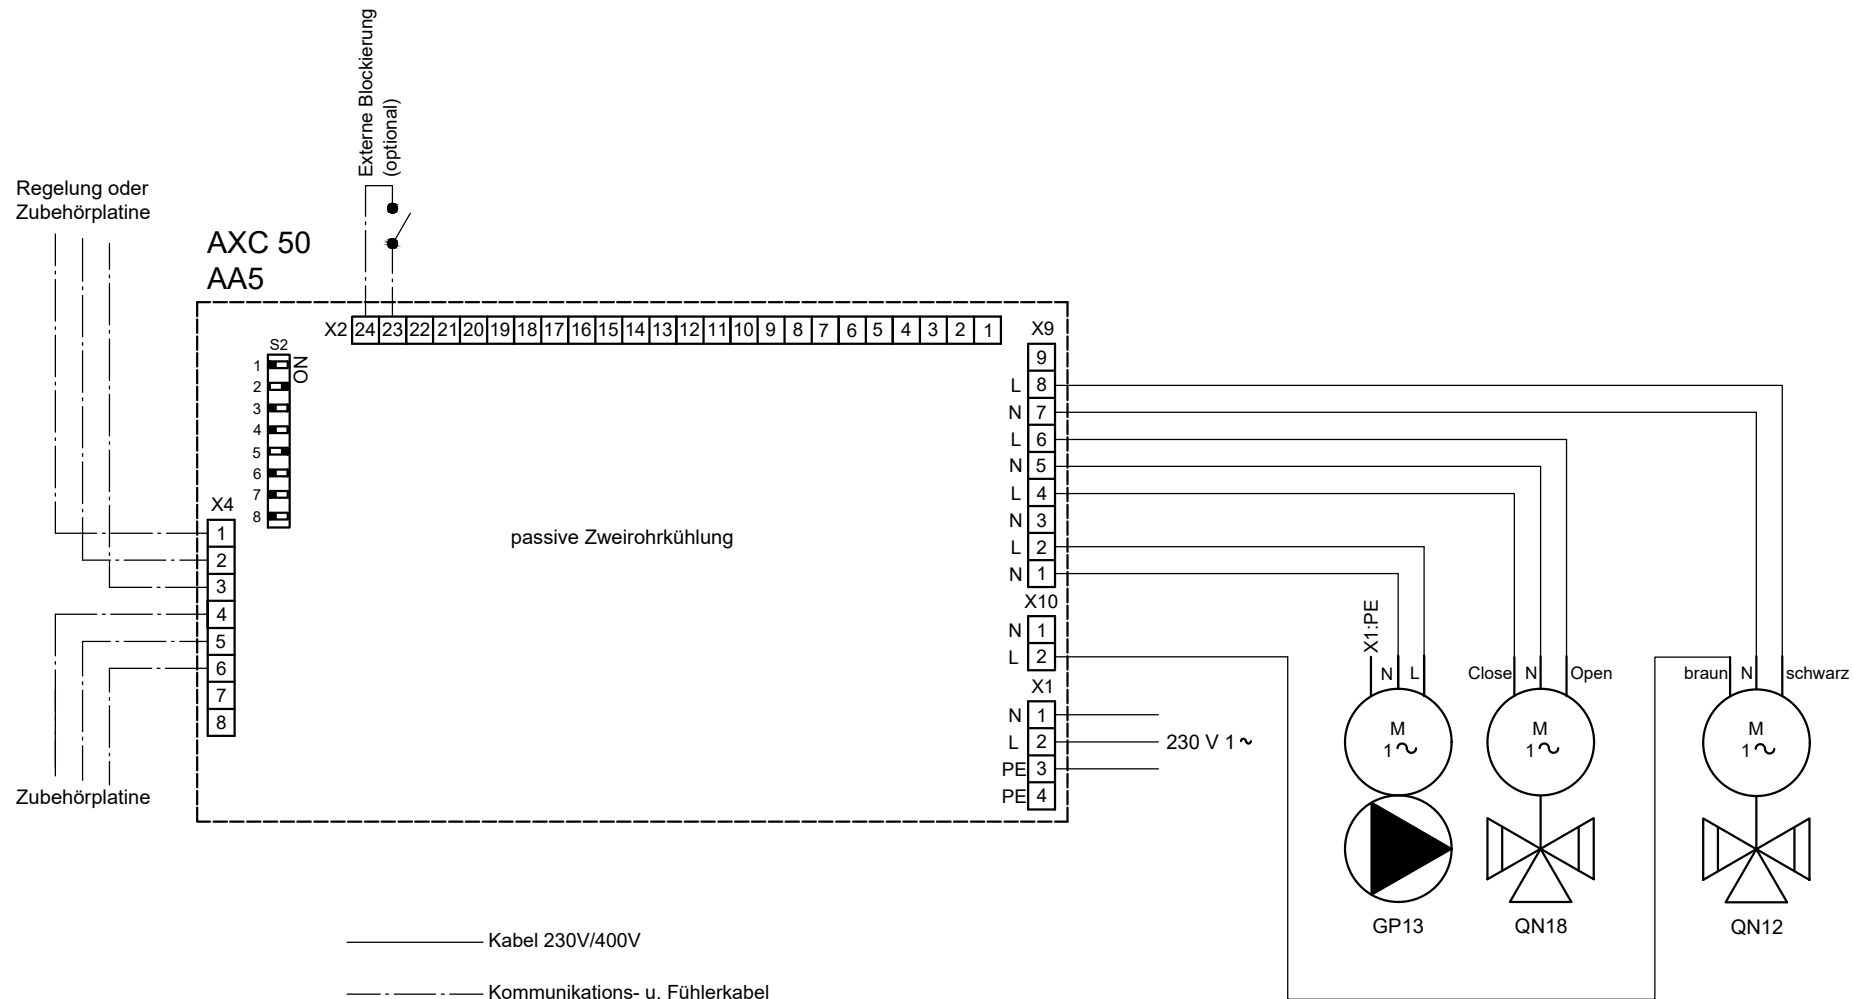 Externe Blockierung
(optional)
Regelung oder
Zubehörplatine
AXC 50
AA5
X2 24 23 22 21 20 19 18 17 16 15 14 13 12 11 10 9 8 7 6 5 4 3 2 1
S2
ON
1
2
3
4
5
6
7
8
X4
1
2
3
4
5
6
7
8
Zubehörplatine
passive Zweirohrkühlung
X9
9
L 8
N 7
L 6
N 5
L 4
N 3
L 2
N 1
X10
N 1
L 2
X1
N 1
L 2
PE 3
PE 4
230 V 1~
X1:PE N L
M
1~
GP13
Close N Open
M
1~
QN18
braun N schwarz
M
1~
QN12
Kabel 230V/400V
Kommunikations- u. Fühlerkabel